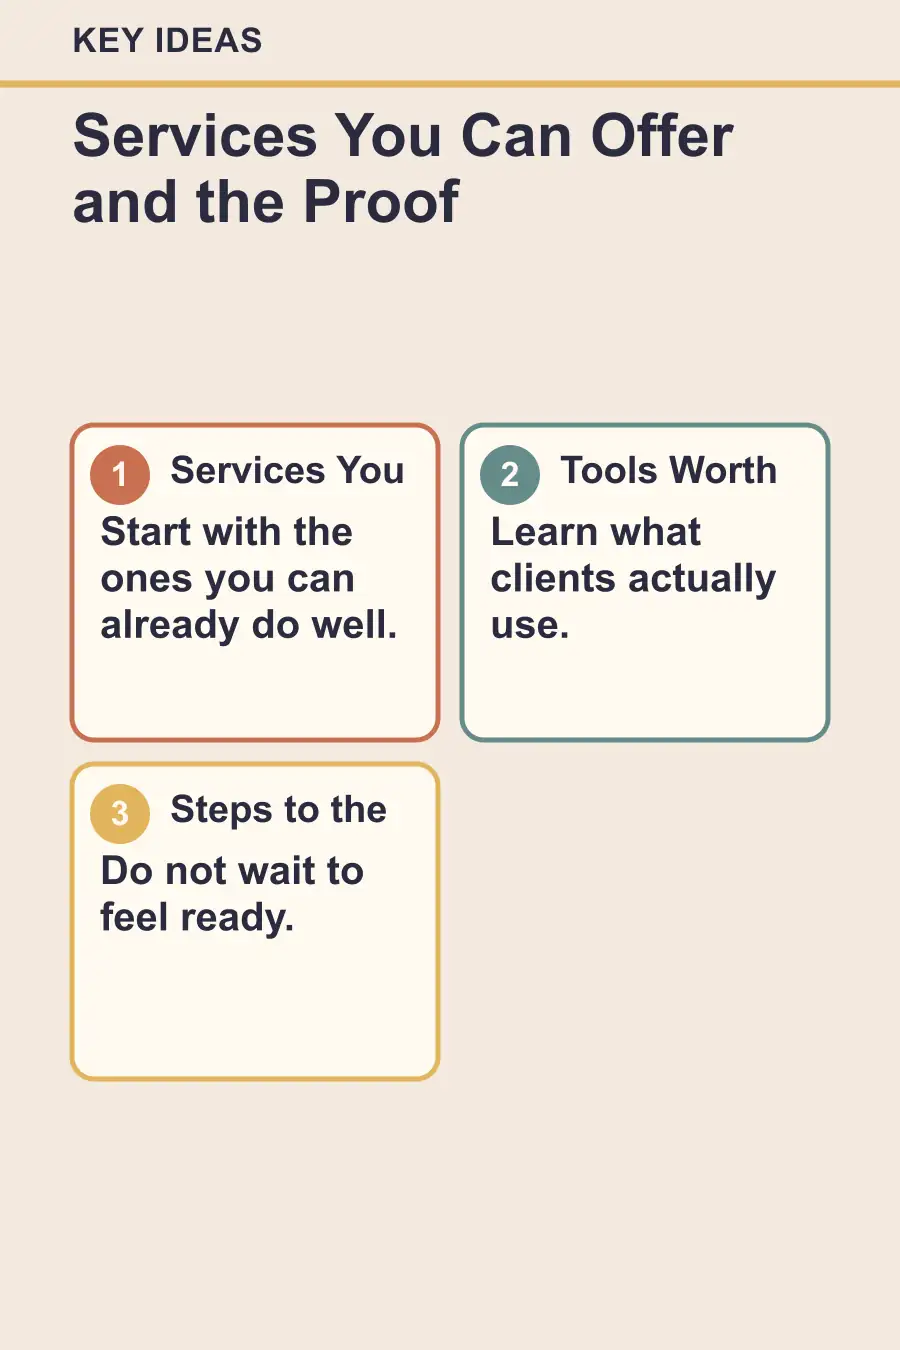 KEY IDEAS
Services You Can Offer
and the Proof
1 Services You
Start with the
ones you can
already do well.
2 Tools Worth
Learn what
clients actually
use.
3 Steps to the
Do not wait to
feel ready.